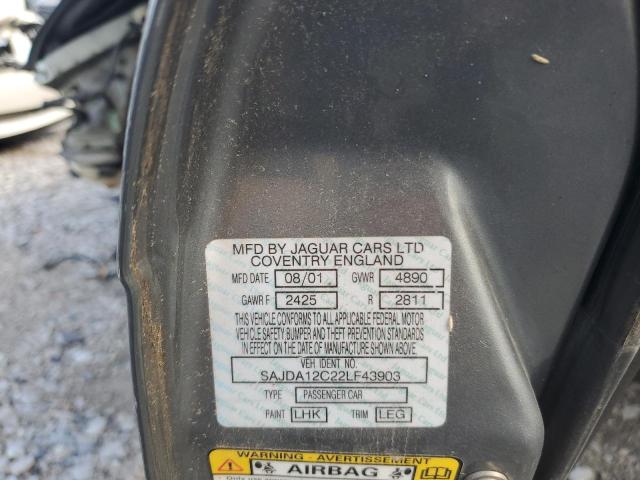 MFD BY JAGUAR CARS LTD
COVENTRY ENGLAND
MFD DATE 08/01 GVWR 4890
GAWR F 2425 R 2811
THIS VEHICLE CONFORMS TO ALL APPLICABLE FEDERAL MOTOR
VEHICLE SAFETY, BUMPER AND THEFT PREVENTION STANDARDS
IN EFFECT ON THE DATE OF MANUFACTURE SHOWN ABOVE.
VEH IDENT NO.
SAJDA12C22LF43903
TYPE PASSENGER CAR
PAINT LHK TRIM LEG
WARNING - AVERTISSEMENT
AIRBAG